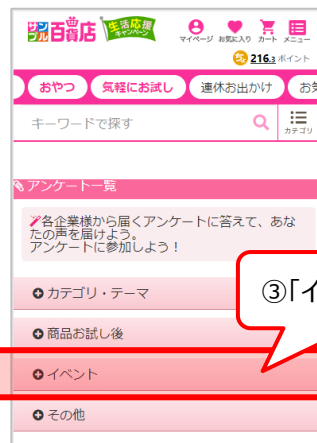 サンプル百貨店 生活応援キャンペーン
マイページ お気に入り カート メニュー
216.3 ポイント
おやつ 気軽にお試し 連休お出かけ お気
キーワードで探す カテゴリ
アンケート一覧
各企業様から届くアンケートに答えて、あな
たの声を届けよう。
アンケートに参加しよう！
カテゴリ・テーマ
③「イ
商品お試し後
イベント
その他